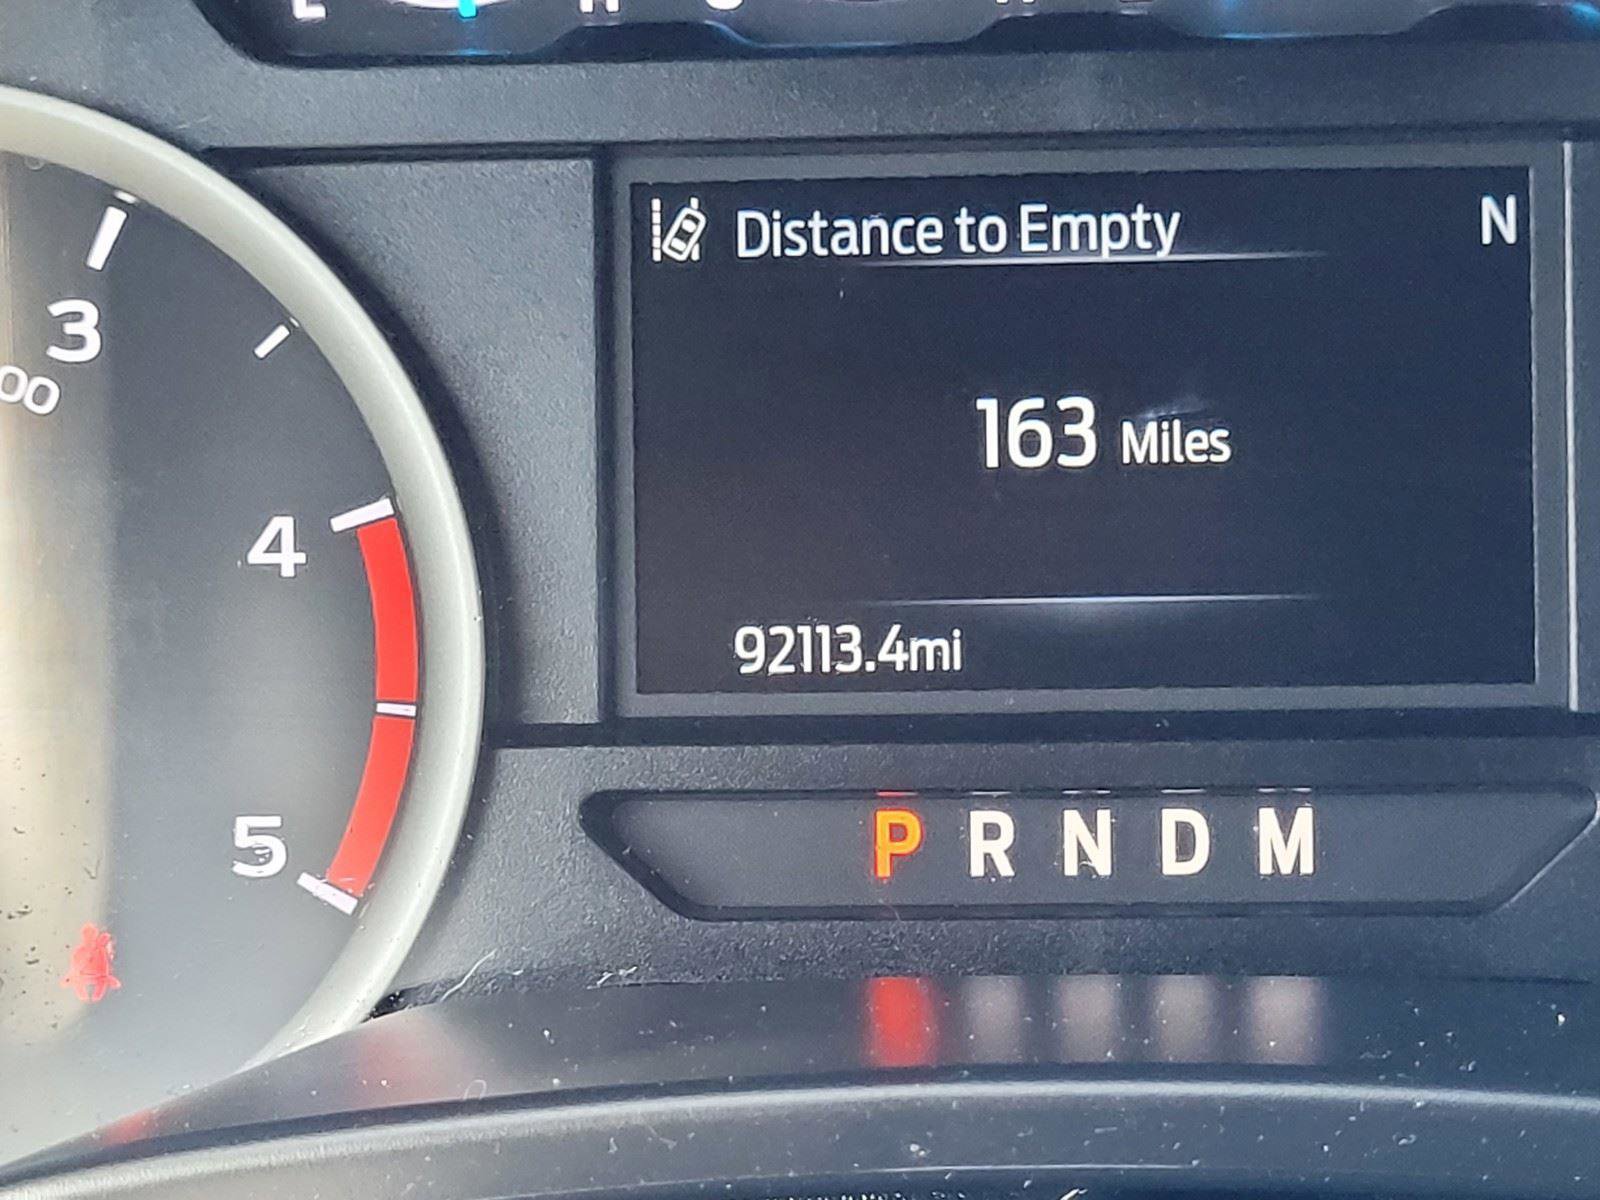 Distance to Empty N
3
00
163 Miles
4
92113.4mi
5
P R N D M